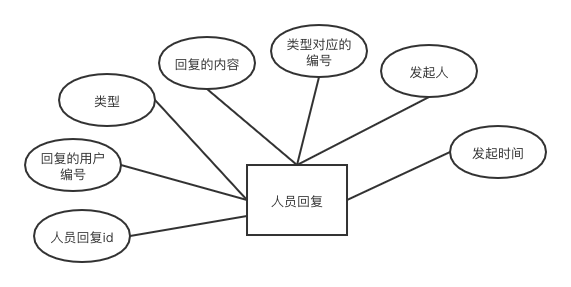 类型对应的
编号
回复的内容
发起人
类型
回复的用户
编号
发起时间
人员回复
人员回复id